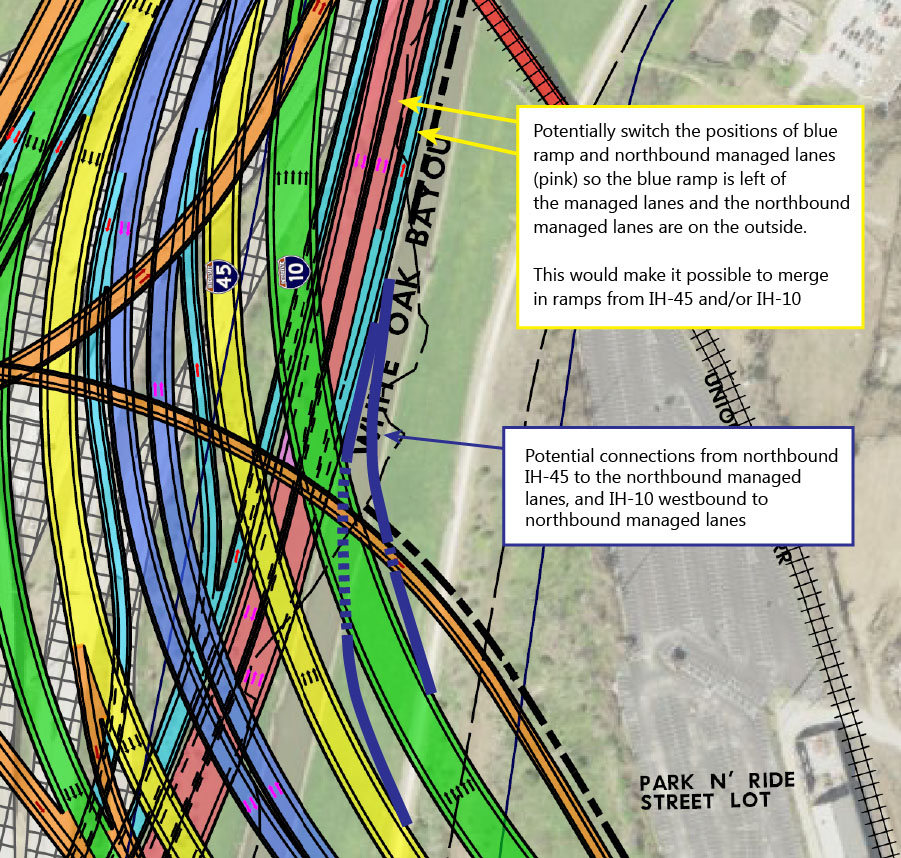 Potentially switch the positions of blue
ramp and northbound managed lanes
(pink) so the blue ramp is left of
the managed lanes and the northbound
managed lanes are on the outside.
This would make it possible to merge
in ramps from IH-45 and/or IH-10
WHITE OAK BAYOU
45
10
UNION
RR
Potential connections from northbound
IH-45 to the northbound managed
lanes, and IH-10 westbound to
northbound managed lanes
PARK N' RIDE
STREET LOT